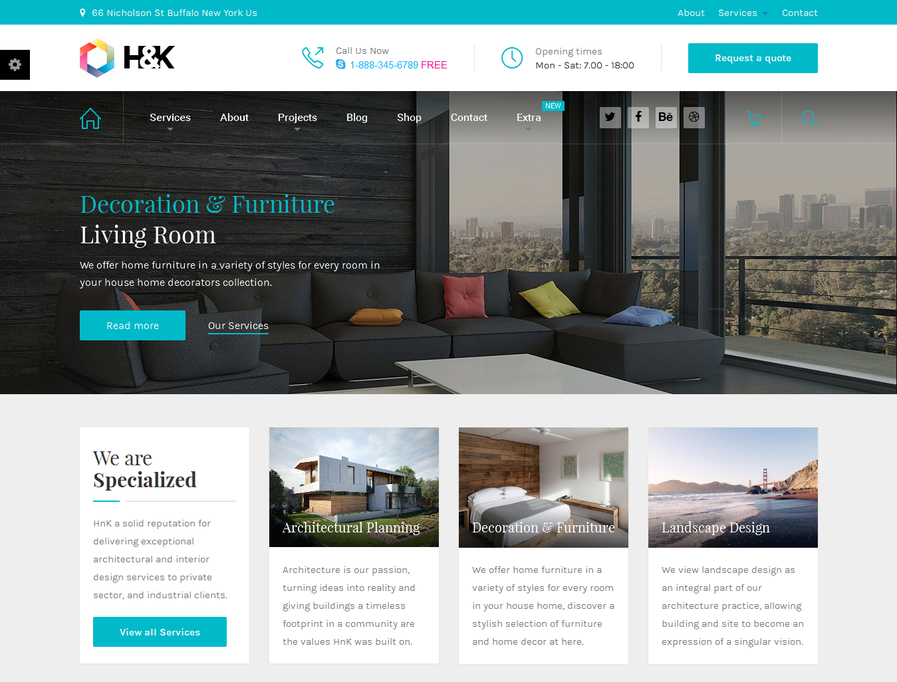 66 Nicholson St Buffalo New York Us
About Services Contact
H&K
Call Us Now
1-888-345-6789 FREE
Opening times
Mon - Sat: 7.00 - 18:00
Request a quote
NEW
Services About Projects Blog Shop Contact Extra
Bē
Decoration & Furniture
Living Room
We offer home furniture in a variety of styles for every room in
your house home decorators collection.
Read more
Our Services
We are
Specialized
HnK a solid reputation for
delivering exceptional
architectural and interior
design services to private
sector, and industrial clients.
View all Services
Architectural Planning
Architecture is our passion,
turning ideas into reality and
giving buildings a timeless
footprint in a community are
the values HnK was built on.
Decoration & Furniture
We offer home furniture in a
variety of styles for every room
in your house home, discover a
stylish selection of furniture
and home decor at here.
Landscape Design
We view landscape design as
an integral part of our
architecture practice, allowing
building and site to become an
expression of a singular vision.